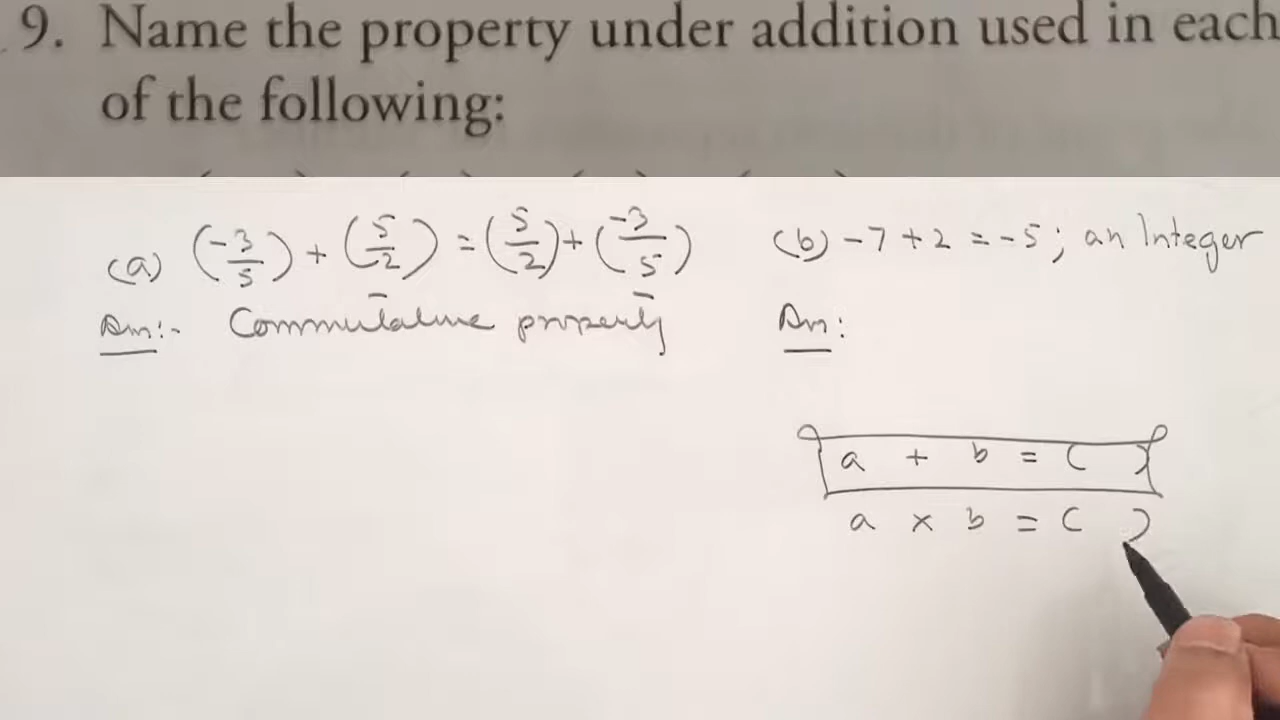 9. Name the property under addition used in each
of the following:
(a) (-3/5) + (5/2) = (5/2) + (-3/5)
Ans:- Commutative property
(b) -7 + 2 = -5; an Integer
Ans:
a + b = ( )
a × b = ( )